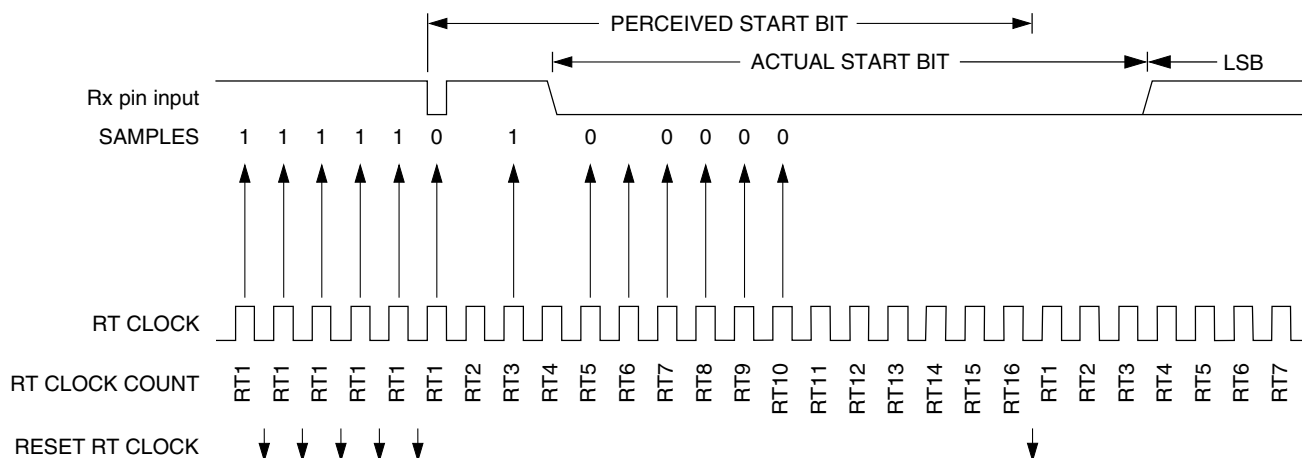 PERCEIVED START BIT
ACTUAL START BIT
LSB
Rx pin input
SAMPLES 1 1 1 1 1 0 1 0 0 0 0 0
RT CLOCK
RT CLOCK COUNT RT1 RT1 RT1 RT1 RT1 RT1 RT2 RT3 RT4 RT5 RT6 RT7 RT8 RT9 RT10 RT11 RT12 RT13 RT14 RT15 RT16 RT1 RT2 RT3 RT4 RT5 RT6 RT7
RESET RT CLOCK